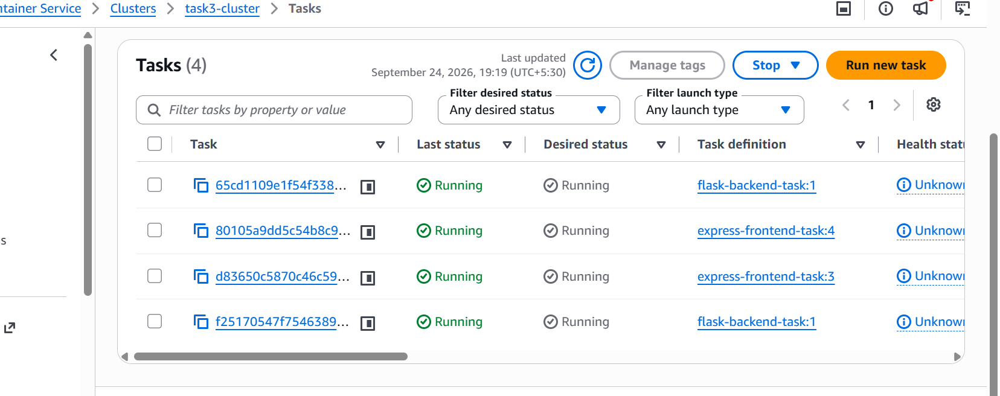 ntainer Service > Clusters > task3-cluster > Tasks
Tasks (4)
Last updated
September 24, 2026, 19:19 (UTC+5:30)
Manage tags
Stop
Run new task
Filter tasks by property or value
Filter desired status
Any desired status
Filter launch type
Any launch type
1
Task Last status Desired status Task definition Health stat
65cd1109e1f54f338... Running Running flask-backend-task:1 Unknow
80105a9dd5c54b8c9... Running Running express-frontend-task:4 Unknow
s
d83650c5870c46c59... Running Running express-frontend-task:3 Unknow
f25170547f7546389... Running Running flask-backend-task:1 Unknow